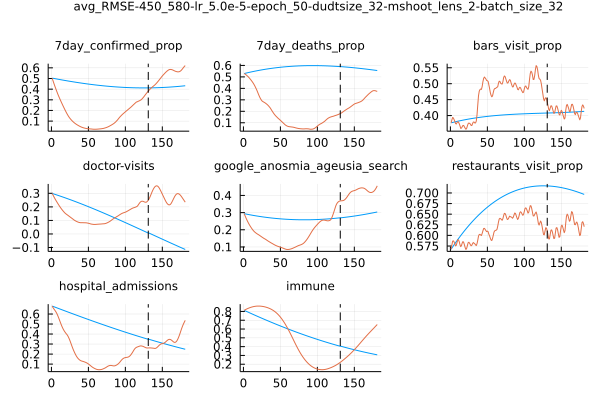 avg_RMSE-450_580-lr_5.0e-5-epoch_50-dudtsize_32-mshoot_lens_2-batch_size_32
7day_confirmed_prop 7day_deaths_prop bars_visit_prop
0.6 0.6 0.55
0.5 0.5 0.50
0.4 0.4 0.45
0.3 0.3 0.40
0.2 0.2
0.1 0.1
0 50 100 150 0 50 100 150 0 50 100 150
doctor-visits google_anosmia_ageusia_search restaurants_visit_prop
0.3 0.4 0.700
0.2 0.3 0.675
0.1 0.2 0.650
0.0 0.1 0.625
−0.1 0.600
0.575
0 50 100 150 0 50 100 150 0 50 100 150
hospital_admissions immune
0.6 0.8
0.5 0.7
0.4 0.6
0.3 0.5
0.2 0.4
0.1 0.3
0.2
0 50 100 150 0 50 100 150